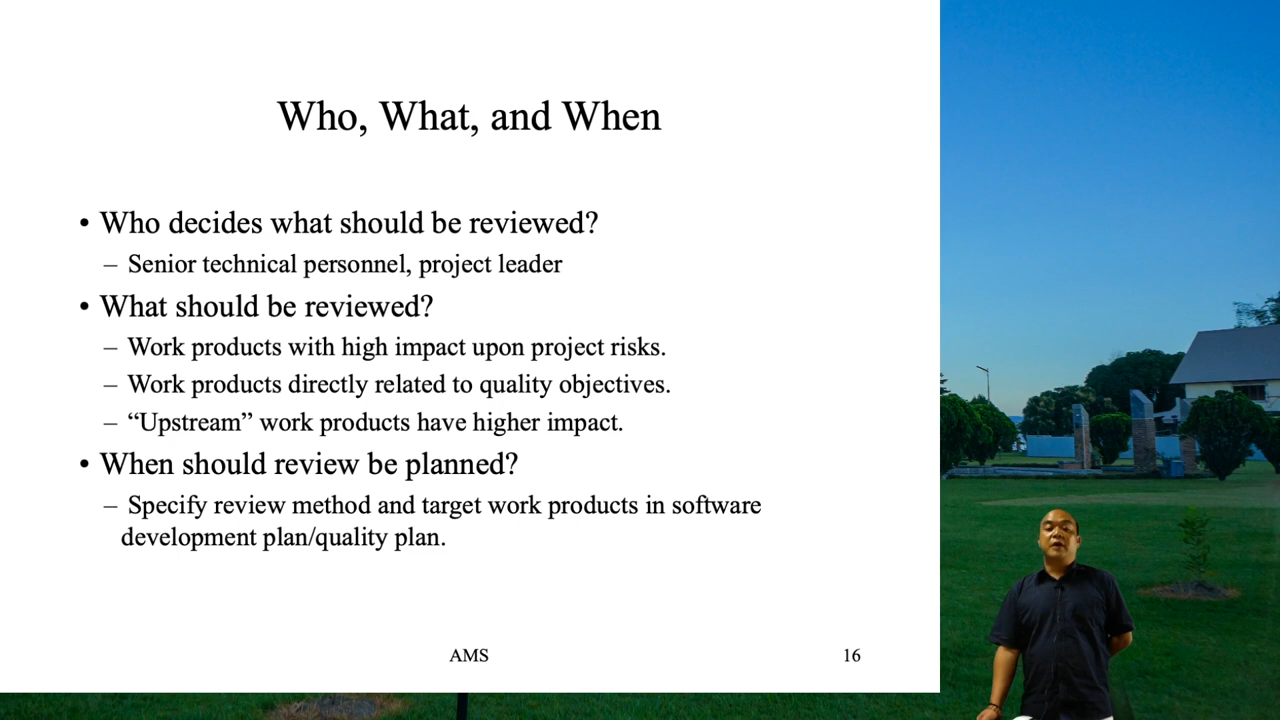 Who, What, and When
• Who decides what should be reviewed?
– Senior technical personnel, project leader
• What should be reviewed?
– Work products with high impact upon project risks.
– Work products directly related to quality objectives.
– “Upstream” work products have higher impact.
• When should review be planned?
– Specify review method and target work products in software
development plan/quality plan.
AMS
16